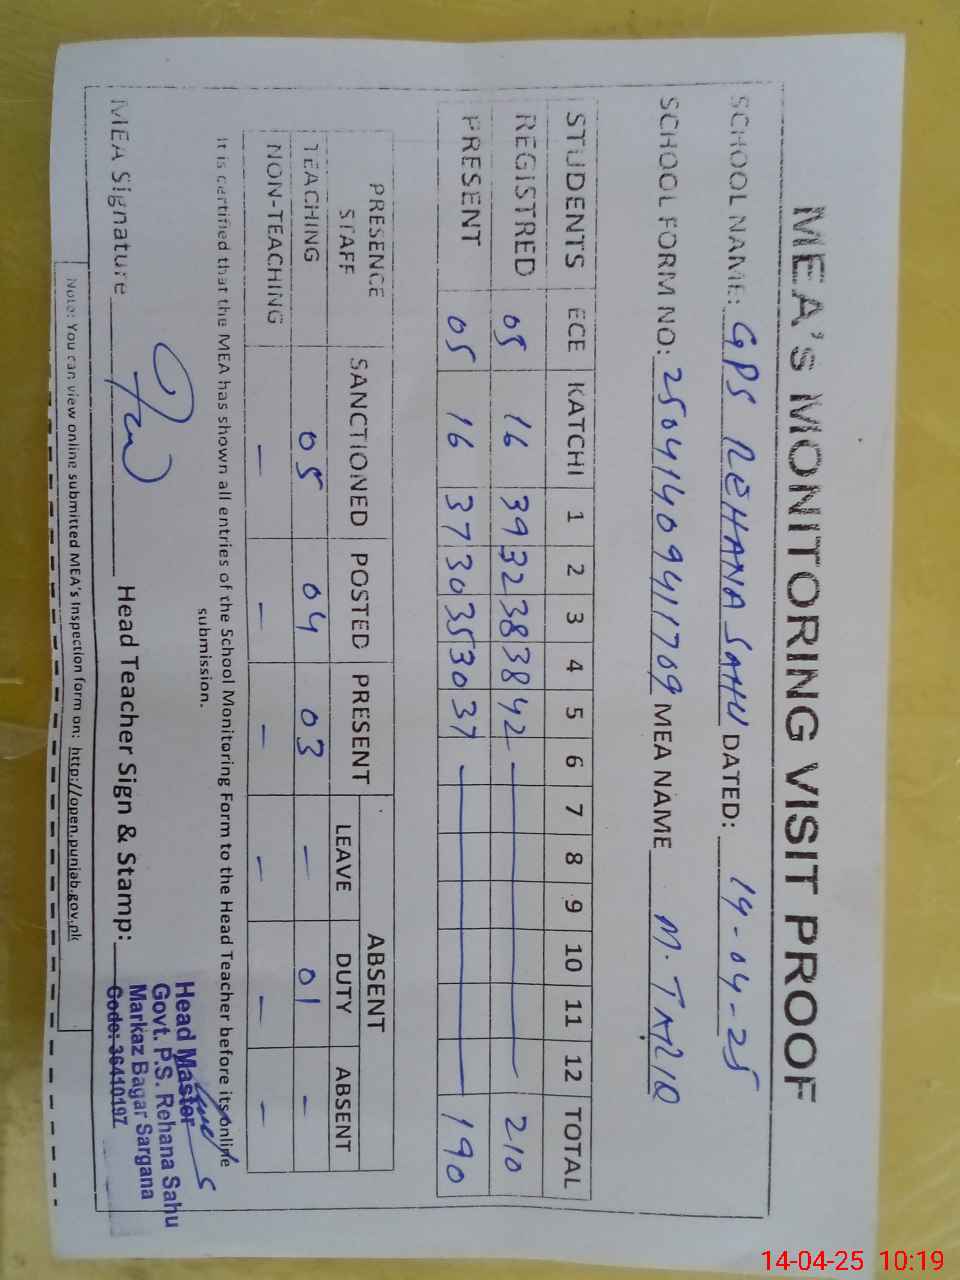 MEA'S MONITORING VISIT PROOF
SCHOOL NAME: GPS REHANA SAHU DATED: 14-04-25
SCHOOL FORM NO: 25041409411709 MEA NAME M. TARIQ
STUDENTS ECE KATCHI 1 2 3 4 5 6 7 8 9 10 11 12 TOTAL
REGISTRED 05 16 39 32 38 38 42 — 210
PRESENT 05 16 37 30 35 30 37 — 190
PRESENCE STAFF SANCTIONED POSTED PRESENT ABSENT
LEAVE DUTY ABSENT
TEACHING 05 04 03 — 01 —
NON-TEACHING — — — — — —
It is certified that the MEA has shown all entries of the School Monitoring Form to the Head Teacher before its online
submission.
MEA Signature Head Teacher Sign & Stamp:
Head Master
Govt. P.S. Rehana Sahu
Markaz Bagar Sargana
Code: 36410197
Note: You can view online submitted MEA's Inspection form on: http://open.punjab.gov.pk
14-04-25 10:19